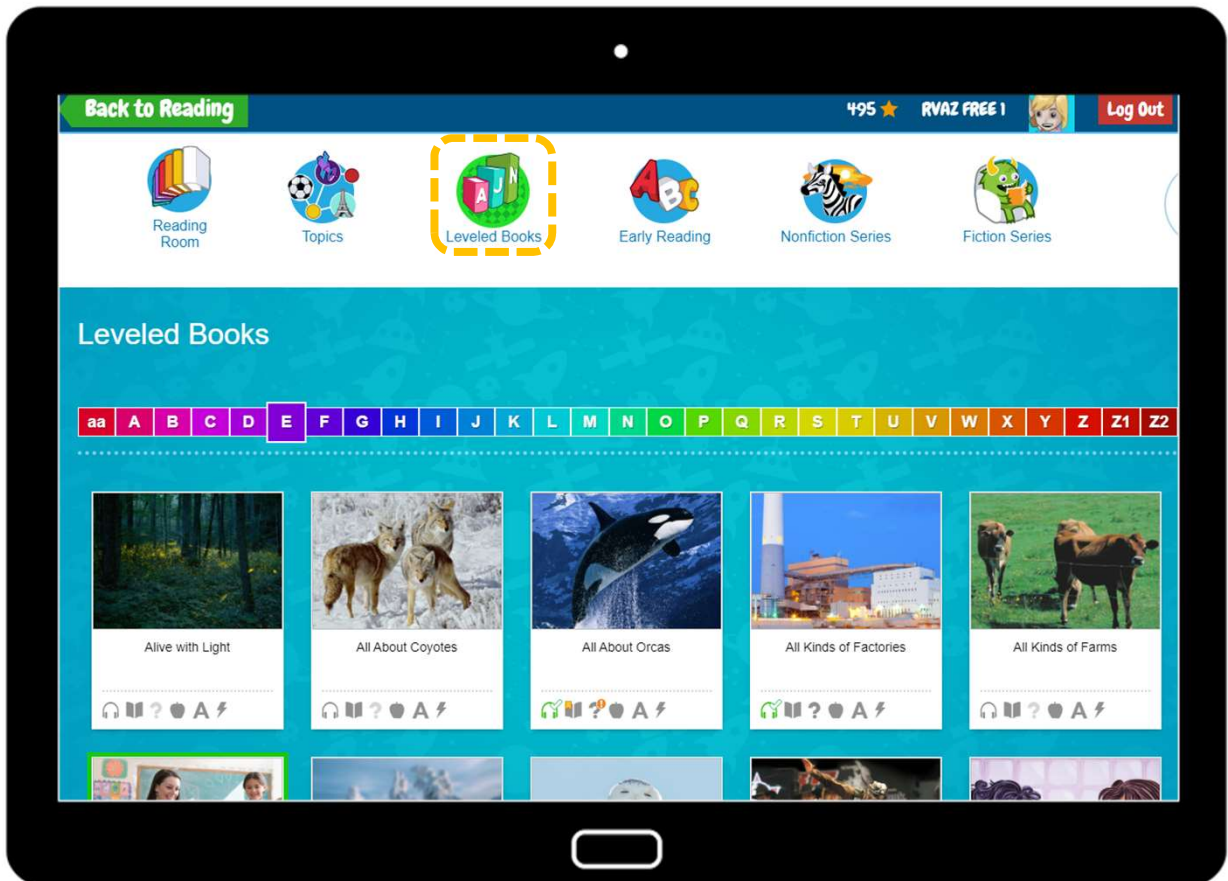 Back to Reading
495 RVAZ FREE 1 Log Out
Reading
Room
Topics
A J N
Leveled Books
ABC
Early Reading
Nonfiction Series
Fiction Series
Leveled Books
aa A B C D E F G H I J K L M N O P Q R S T U V W X Y Z Z1 Z2
Alive with Light
All About Coyotes
All About Orcas
All Kinds of Factories
All Kinds of Farms
? A
? A
? A
? A
? A